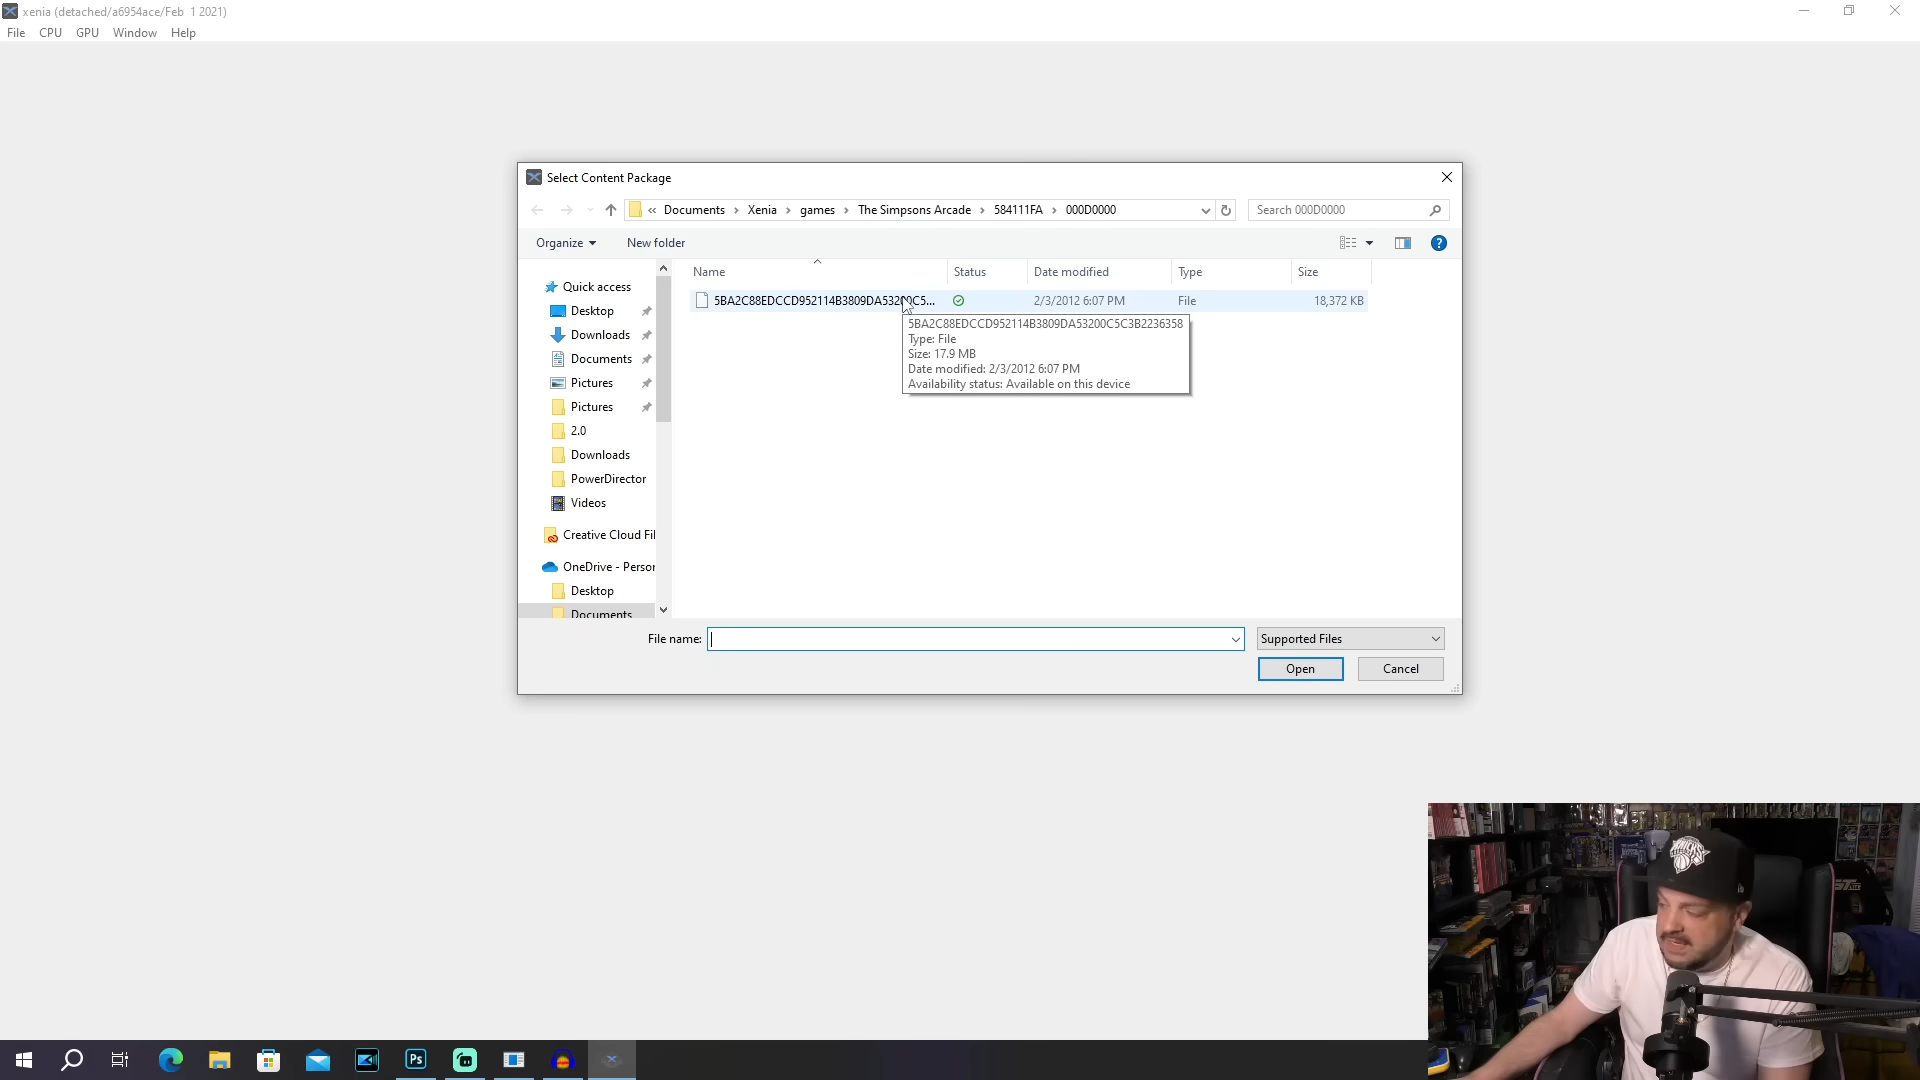 xenia (detached/a6954ace/Feb  1 2021)
File CPU GPU Window Help
Select Content Package
« Documents › Xenia › games › The Simpsons Arcade › 584111FA › 000D0000
Search 000D0000
Organize
New folder
?
Name Status Date modified Type Size
5BA2C88EDCCD952114B3809DA53200C5... 2/3/2012 6:07 PM File 18,372 KB
5BA2C88EDCCD952114B3809DA53200C5C3B2236358
Type: File
Size: 17.9 MB
Date modified: 2/3/2012 6:07 PM
Availability status: Available on this device
Quick access
Desktop
Downloads
Documents
Pictures
Pictures
2.0
Downloads
PowerDirector
Videos
Creative Cloud Fil
OneDrive - Person
Desktop
Documents
File name:
Supported Files
Open
Cancel
Ps